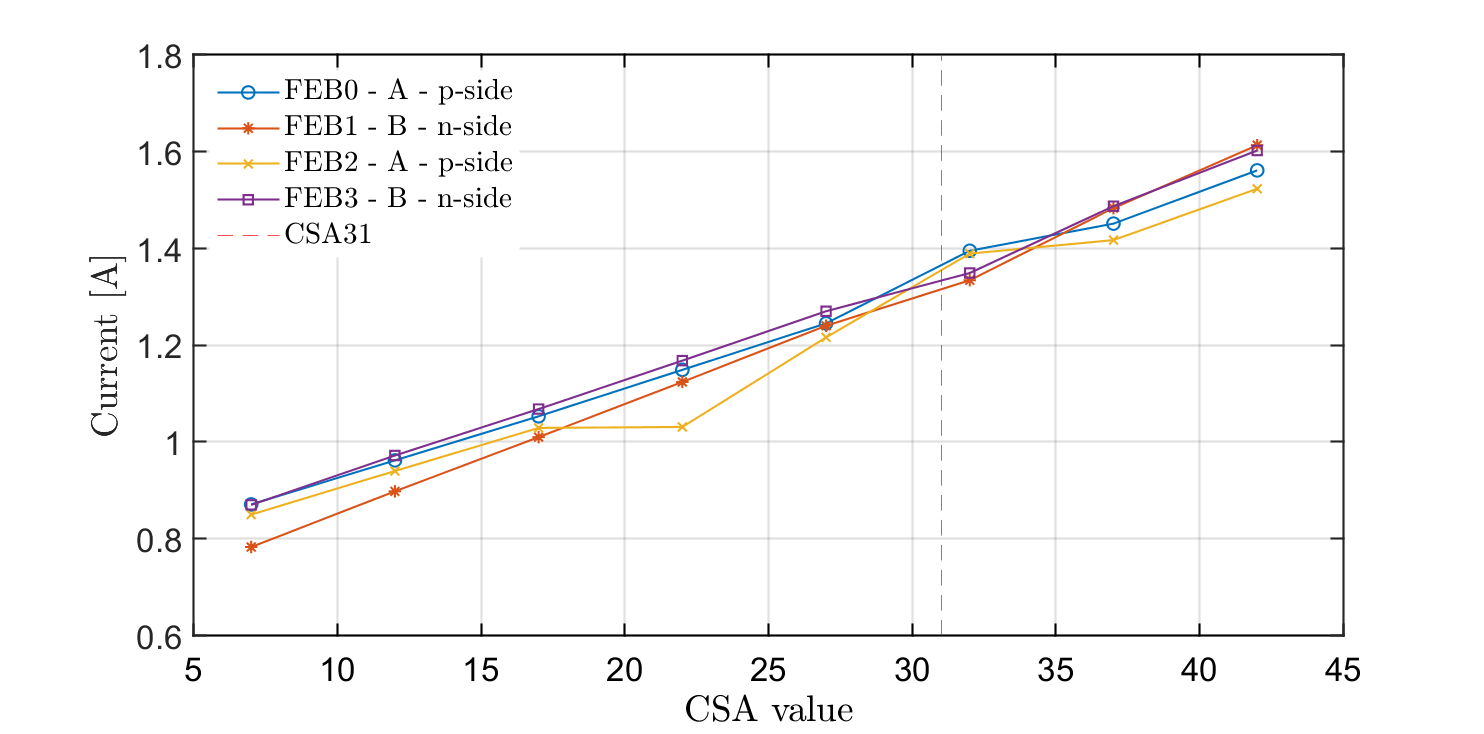 1.8
1.6
1.4
1.2
1
0.8
0.6
Current [A]
FEB0 - A - p-side
FEB1 - B - n-side
FEB2 - A - p-side
FEB3 - B - n-side
CSA31
5 10 15 20 25 30 35 40 45
CSA value